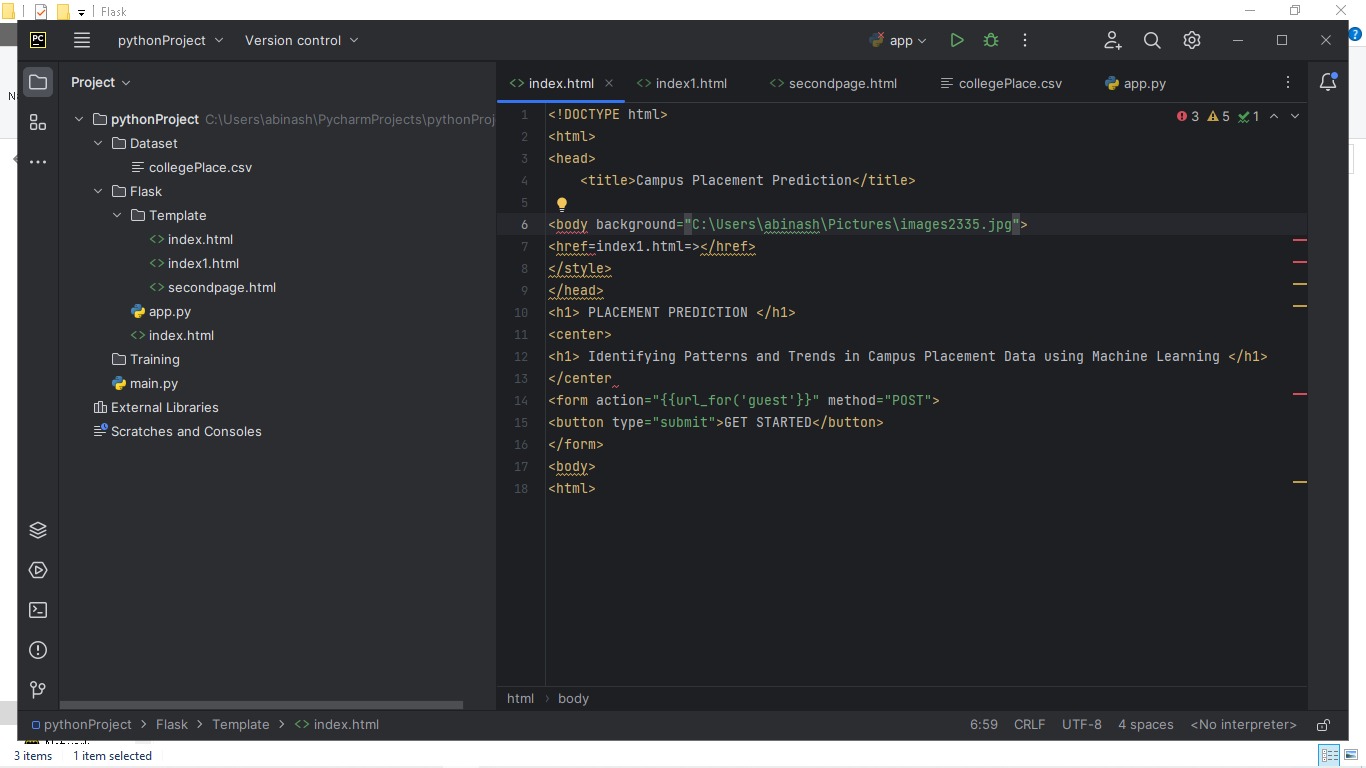 Flask
PC
pythonProject
Version control
app
Project
index.html
index1.html
secondpage.html
collegePlace.csv
app.py
pythonProject C:\Users\abinash\PycharmProjects\pythonProj
Dataset
collegePlace.csv
Flask
Template
index.html
index1.html
secondpage.html
app.py
index.html
Training
main.py
External Libraries
Scratches and Consoles
3 5 1
1 <!DOCTYPE html>
2 <html>
3 <head>
4 <title>Campus Placement Prediction</title>
5
6 <body background="C:\Users\abinash\Pictures\images2335.jpg">
7 <href=index1.html=></href>
8 </style>
9 </head>
10 <h1> PLACEMENT PREDICTION </h1>
11 <center>
12 <h1> Identifying Patterns and Trends in Campus Placement Data using Machine Learning </h1>
13 </center
14 <form action="{{url_for('guest'}}" method="POST">
15 <button type="submit">GET STARTED</button>
16 </form>
17 <body>
18 <html>
html > body
pythonProject > Flask > Template > index.html
6:59 CRLF UTF-8 4 spaces <No interpreter>
3 items 1 item selected